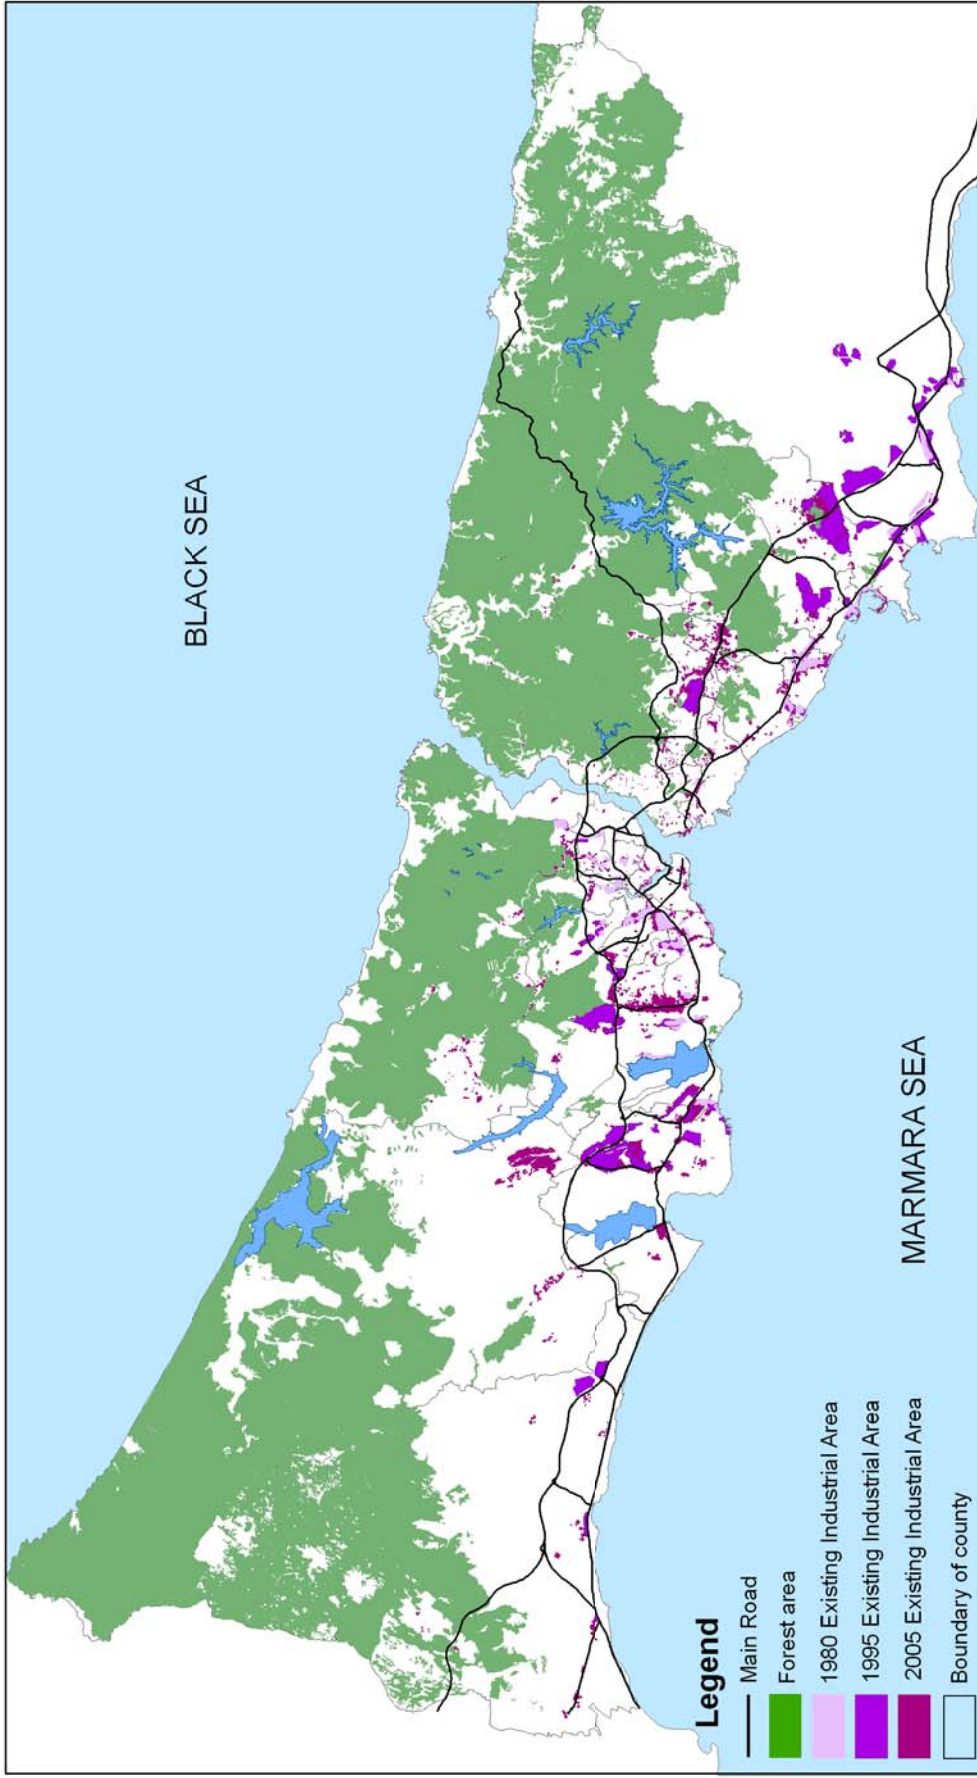 BLACK SEA
MARMARA SEA
Legend
Main Road
Forest area
1980 Existing Industrial Area
1995 Existing Industrial Area
2005 Existing Industrial Area
Boundary of county